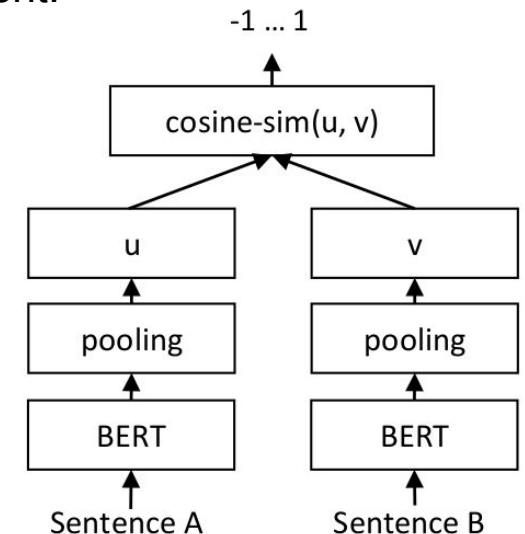 -1 ... 1
cosine-sim(u, v)
u
v
pooling
pooling
BERT
BERT
Sentence A
Sentence B